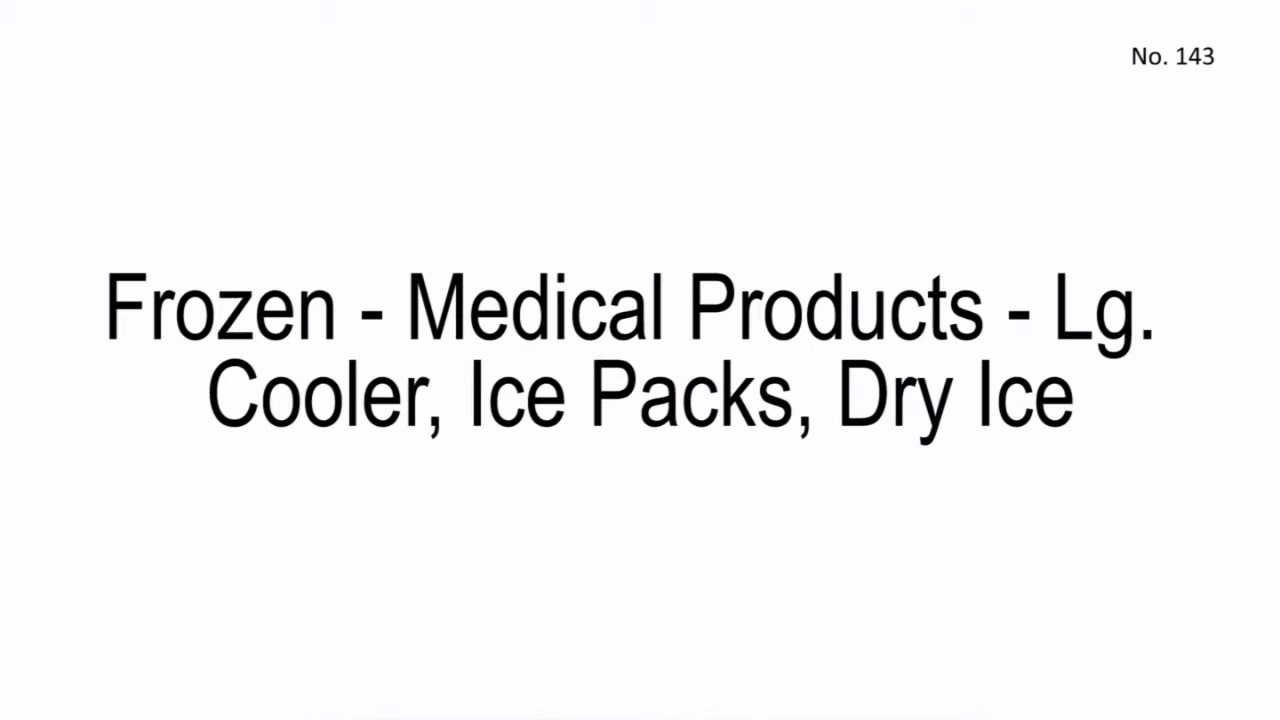 No. 143
Frozen - Medical Products - Lg.
Cooler, Ice Packs, Dry Ice